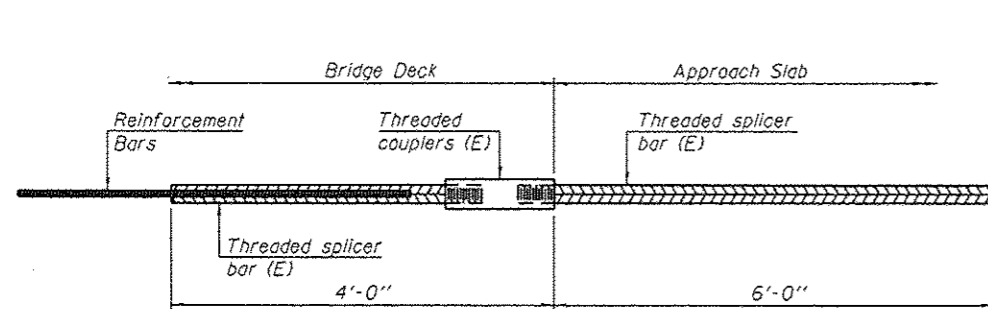 Bridge Deck
Approach Slab
Reinforcement
Bars
Threaded
couplers (E)
Threaded splicer
bar (E)
Threaded splicer
bar (E)
4'-0"
6'-0"